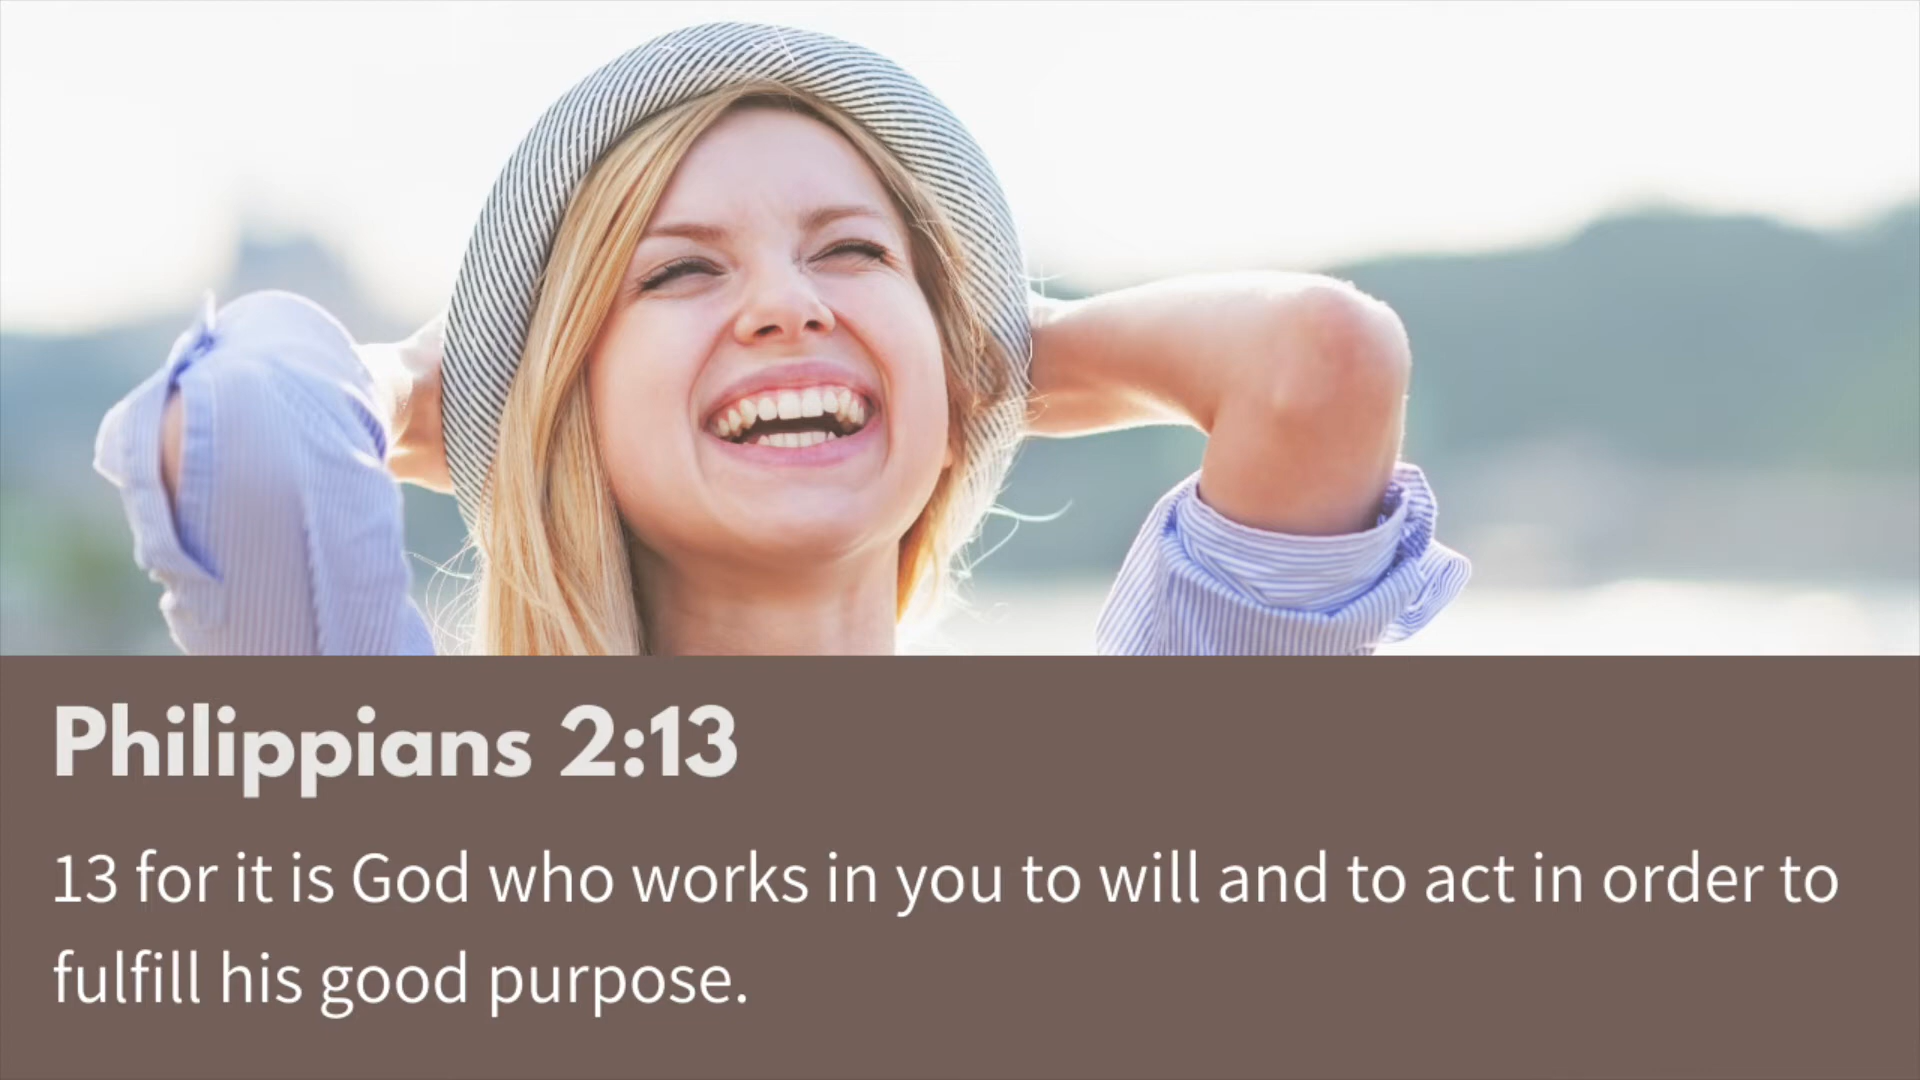 Philippians 2:13
13 for it is God who works in you to will and to act in order to
fulfill his good purpose.